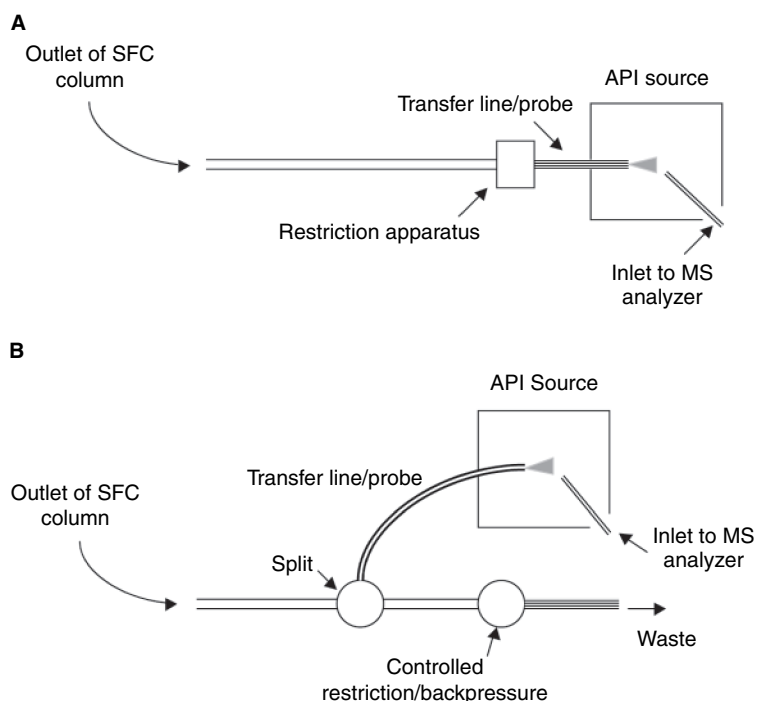 A
Outlet of SFC
column
API source
Transfer line/probe
Restriction apparatus
Inlet to MS
analyzer
B
API Source
Transfer line/probe
Outlet of SFC
column
Inlet to MS
analyzer
Split
Waste
Controlled
restriction/backpressure